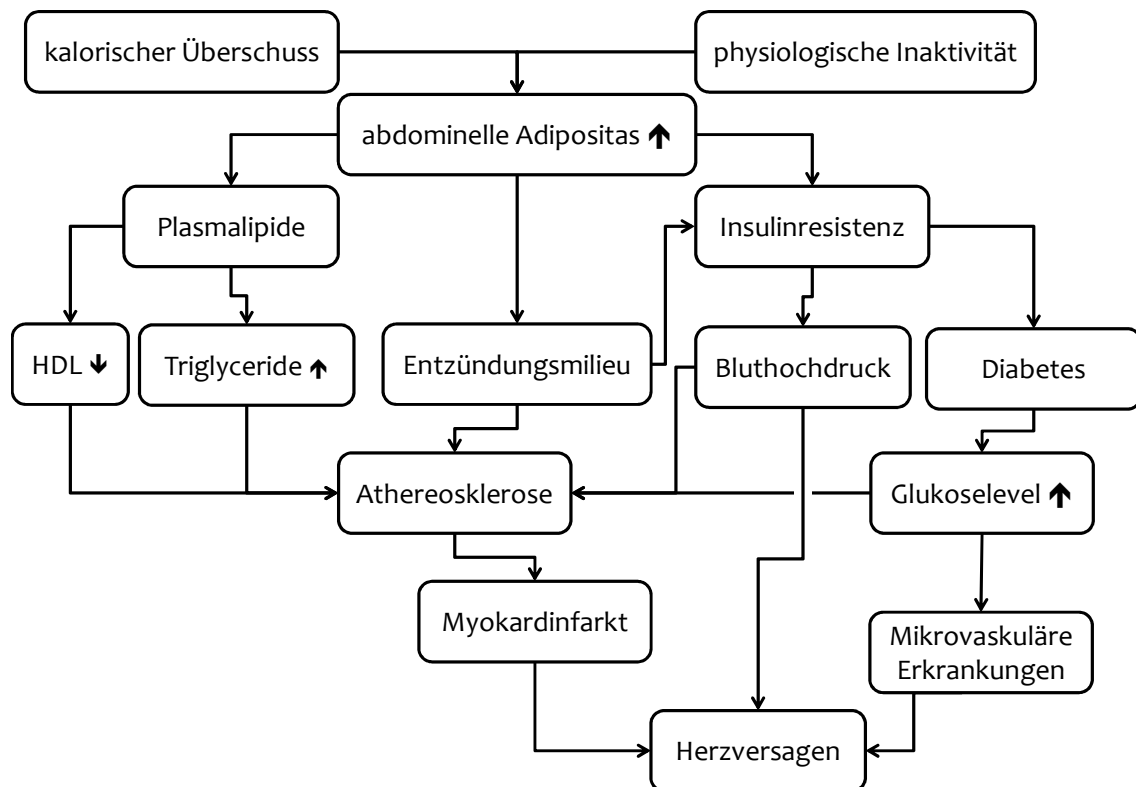 kalorischer Überschuss
physiologische Inaktivität
abdominelle Adipositas ↑
Plasmalipide
Insulinresistenz
HDL ↓
Triglyceride ↑
Entzündungsmilieu
Bluthochdruck
Diabetes
Athereosklerose
Glukoselevel ↑
Myokardinfarkt
Mikrovaskuläre
Erkrankungen
Herzversagen